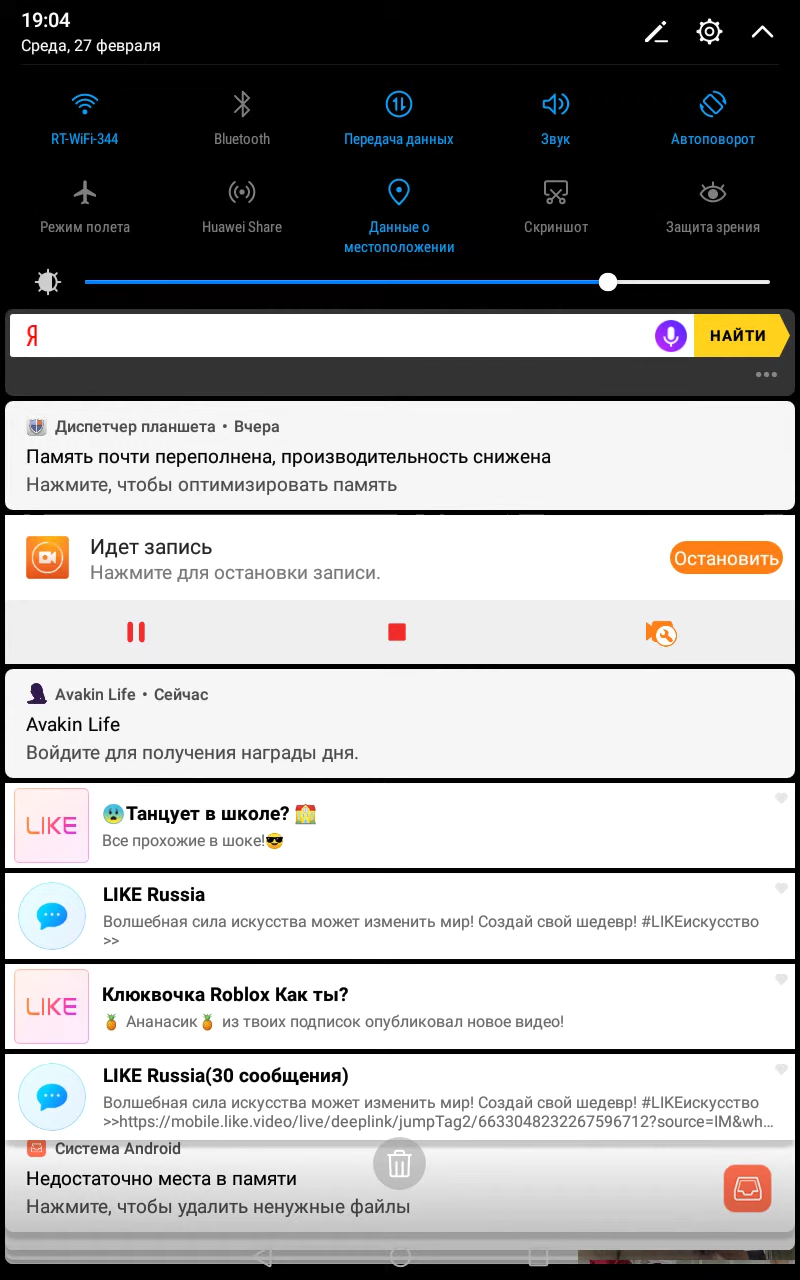 19:04
Среда, 27 февраля
RT-WiFi-344
Bluetooth
Передача данных
Звук
Автоповорот
Режим полета
Huawei Share
Данные о
местоположении
Скриншот
Защита зрения
Я
НАЙТИ
Диспетчер планшета • Вчера
Память почти переполнена, производительность снижена
Нажмите, чтобы оптимизировать память
Идет запись
Нажмите для остановки записи.
Остановить
Avakin Life • Сейчас
Avakin Life
Войдите для получения награды дня.
LIKE
😨Танцует в школе? 🏫
Все прохожие в шоке!😎
LIKE Russia
Волшебная сила искусства может изменить мир! Создай свой шедевр! #LIKEискусство
>>
LIKE
Клюквочка Roblox Как ты?
🍍 Ананасик🍍 из твоих подписок опубликовал новое видео!
LIKE Russia(30 сообщения)
Волшебная сила искусства может изменить мир! Создай свой шедевр! #LIKEискусство
>>https://mobile.like.video/live/deeplink/jumpTag2/6633048232267596712?source=IM&wh...
Система Android
Недостаточно места в памяти
Нажмите, чтобы удалить ненужные файлы